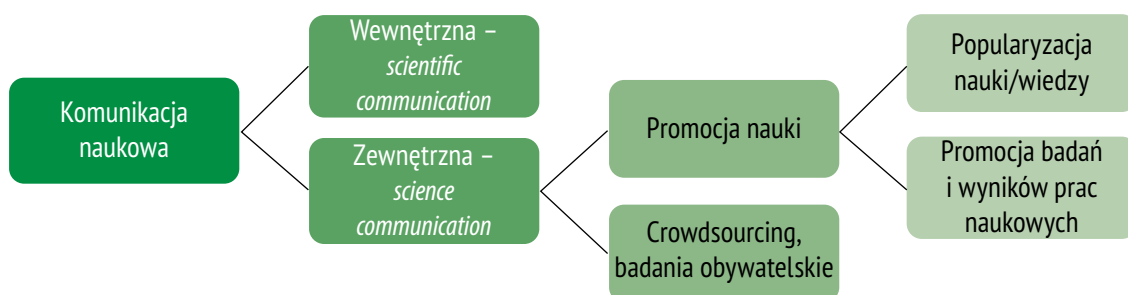 Komunikacja
naukowa
Wewnętrzna –
scientific
communication
Zewnętrzna –
science
communication
Promocja nauki
Crowdsourcing,
badania obywatelskie
Popularyzacja
nauki/wiedzy
Promocja badań
i wyników prac
naukowych